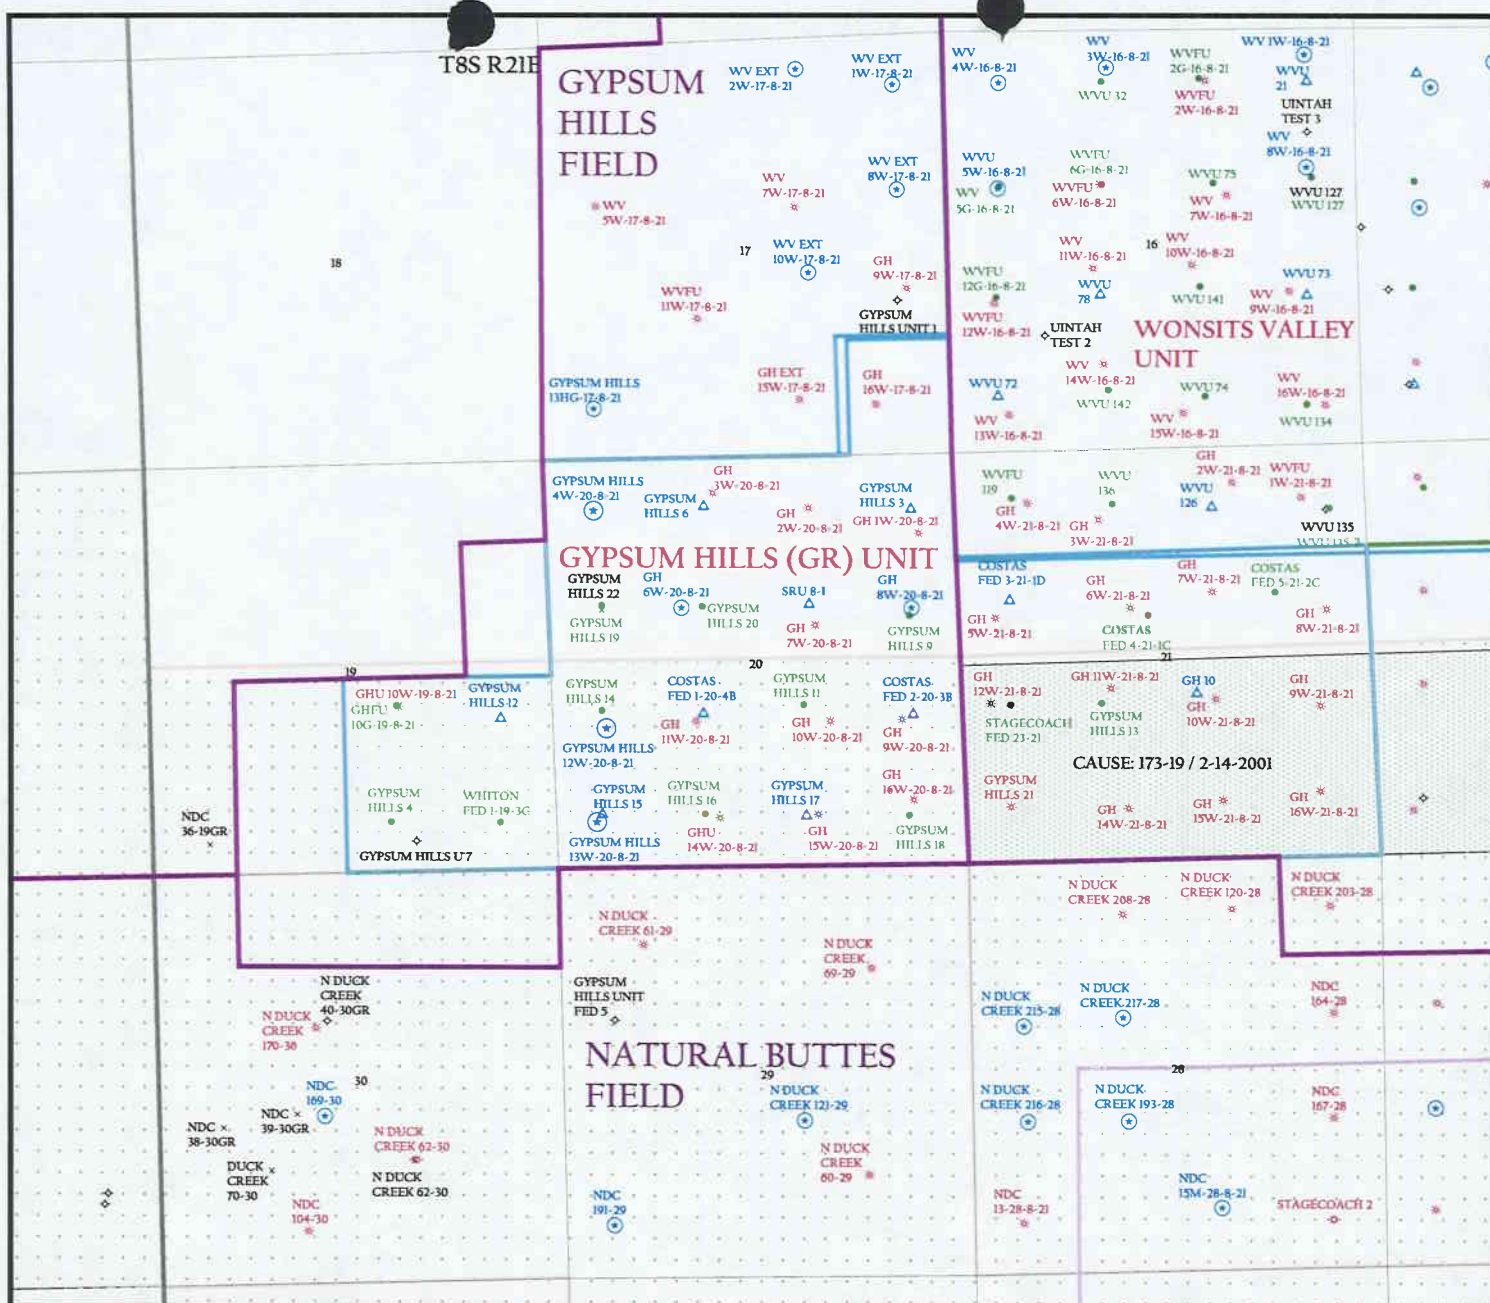 T8S R21E
GYPSUM
HILLS
FIELD
WV EXT
2W-17-8-21
WV EXT
1W-17-8-21
WV
4W-16-8-21
WV
3W-16-8-21
WVU 32
WVFU
2G-16-8-21
WVFU
2W-16-8-21
WV 1W-16-8-21
WVU
21
UINTAH
TEST 3
WV
8W-16-8-21
WVU 127
WVU 127
WV
5W-17-8-21
WV
7W-17-8-21
WV EXT
8W-17-8-21
WVU
5W-16-8-21
WV
5G-16-8-21
WVFU
6G-16-8-21
WVFU
6W-16-8-21
WVU 75
WV
7W-16-8-21
18
17
16
WV EXT
10W-17-8-21
GH
9W-17-8-21
GYPSUM
HILLS UNIT 1
WVFU
11W-17-8-21
WV
11W-16-8-21
WVU
78
WV
10W-16-8-21
WVU 141
WVU 73
WV
9W-16-8-21
WVFU
12G-16-8-21
WVFU
12W-16-8-21
UINTAH
TEST 2
WONSITS VALLEY
UNIT
GYPSUM HILLS
13HG-17-8-21
GH EXT
15W-17-8-21
GH
16W-17-8-21
WVU 72
WV
13W-16-8-21
WV
14W-16-8-21
WVU 142
WVU 74
WV
15W-16-8-21
WV
16W-16-8-21
WVU 134
GYPSUM HILLS
4W-20-8-21
GYPSUM
HILLS 6
GH
3W-20-8-21
GH
2W-20-8-21
GYPSUM
HILLS 3
GH 1W-20-8-21
WVFU
119
GH
4W-21-8-21
WVU
136
GH
3W-21-8-21
GH
2W-21-8-21
WVU
126
WVFU
1W-21-8-21
WVU 135
GYPSUM HILLS (GR) UNIT
GYPSUM
HILLS 22
GYPSUM
HILLS 19
GH
6W-20-8-21
GYPSUM
HILLS 20
SRU 8-1
GH
7W-20-8-21
GH
8W-20-8-21
GYPSUM
HILLS 9
COSTAS
FED 3-21-1D
GH
5W-21-8-21
GH
6W-21-8-21
COSTAS
FED 4-21-1C
GH
7W-21-8-21
COSTAS
FED 5-21-2C
GH
8W-21-8-21
19
20
21
GHU 10W-19-8-21
GHFU
10G-19-8-21
GYPSUM
HILLS 12
GYPSUM
HILLS 14
GYPSUM HILLS
12W-20-8-21
COSTAS
FED 1-20-4B
GH
11W-20-8-21
GYPSUM
HILLS 11
GH
10W-20-8-21
COSTAS
FED 2-20-3B
GH
9W-20-8-21
GH
12W-21-8-21
STAGECOACH
FED 23-21
GH 11W-21-8-21
GYPSUM
HILLS 13
GH 10
GH
10W-21-8-21
GH
9W-21-8-21
CAUSE: 173-19 / 2-14-2001
NDC
36-19GR
GYPSUM
HILLS 4
WHITON
FED 1-19-3G
GYPSUM HILLS U 7
GYPSUM
HILLS 15
GYPSUM HILLS
13W-20-8-21
GYPSUM
HILLS 16
GHU
14W-20-8-21
GYPSUM
HILLS 17
GH
15W-20-8-21
GH
16W-20-8-21
GYPSUM
HILLS 18
GYPSUM
HILLS 21
GH
14W-21-8-21
GH
15W-21-8-21
GH
16W-21-8-21
N DUCK
CREEK 208-28
N DUCK
CREEK 120-28
N DUCK
CREEK 203-28
N DUCK
CREEK 61-29
N DUCK
CREEK
69-29
N DUCK
CREEK
40-30GR
N DUCK
CREEK
170-30
GYPSUM
HILLS UNIT
FED 5
N DUCK
CREEK 215-28
N DUCK
CREEK 217-28
NDC
164-28
NATURAL BUTTES
FIELD
30
29
28
NDC
169-30
NDC
39-30GR
NDC
38-30GR
N DUCK
CREEK 121-29
N DUCK
CREEK 216-28
N DUCK
CREEK 193-28
NDC
167-28
DUCK
CREEK
70-30
N DUCK
CREEK 62-30
N DUCK
CREEK 62-30
N DUCK
CREEK
60-29
NDC
104-30
NDC
191-29
NDC
13-28-8-21
NDC
15M-28-8-21
STAGECOACH 2